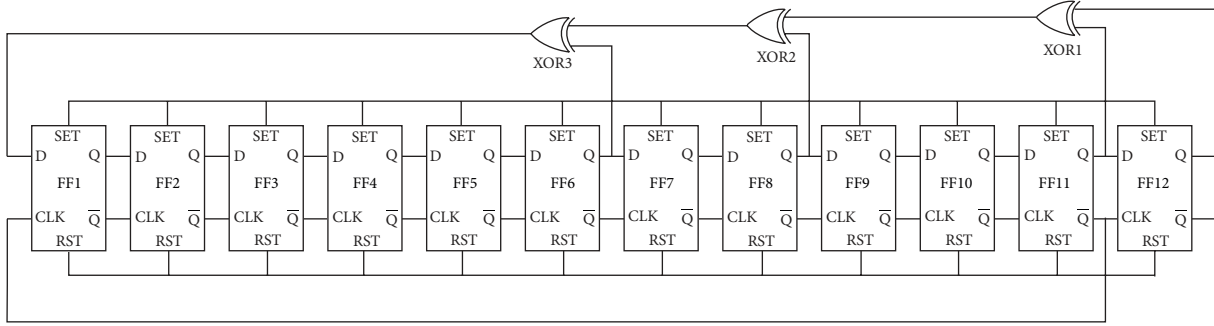 XOR3
XOR2
XOR1
SET SET SET SET SET SET SET SET SET SET SET SET
D Q D Q D Q D Q D Q D Q D Q D Q D Q D Q D Q D Q
FF1 FF2 FF3 FF4 FF5 FF6 FF7 FF8 FF9 FF10 FF11 FF12
CLK Q̅ CLK Q̅ CLK Q̅ CLK Q̅ CLK Q̅ CLK Q̅ CLK Q̅ CLK Q̅ CLK Q̅ CLK Q̅ CLK Q̅ CLK Q̅
RST RST RST RST RST RST RST RST RST RST RST RST